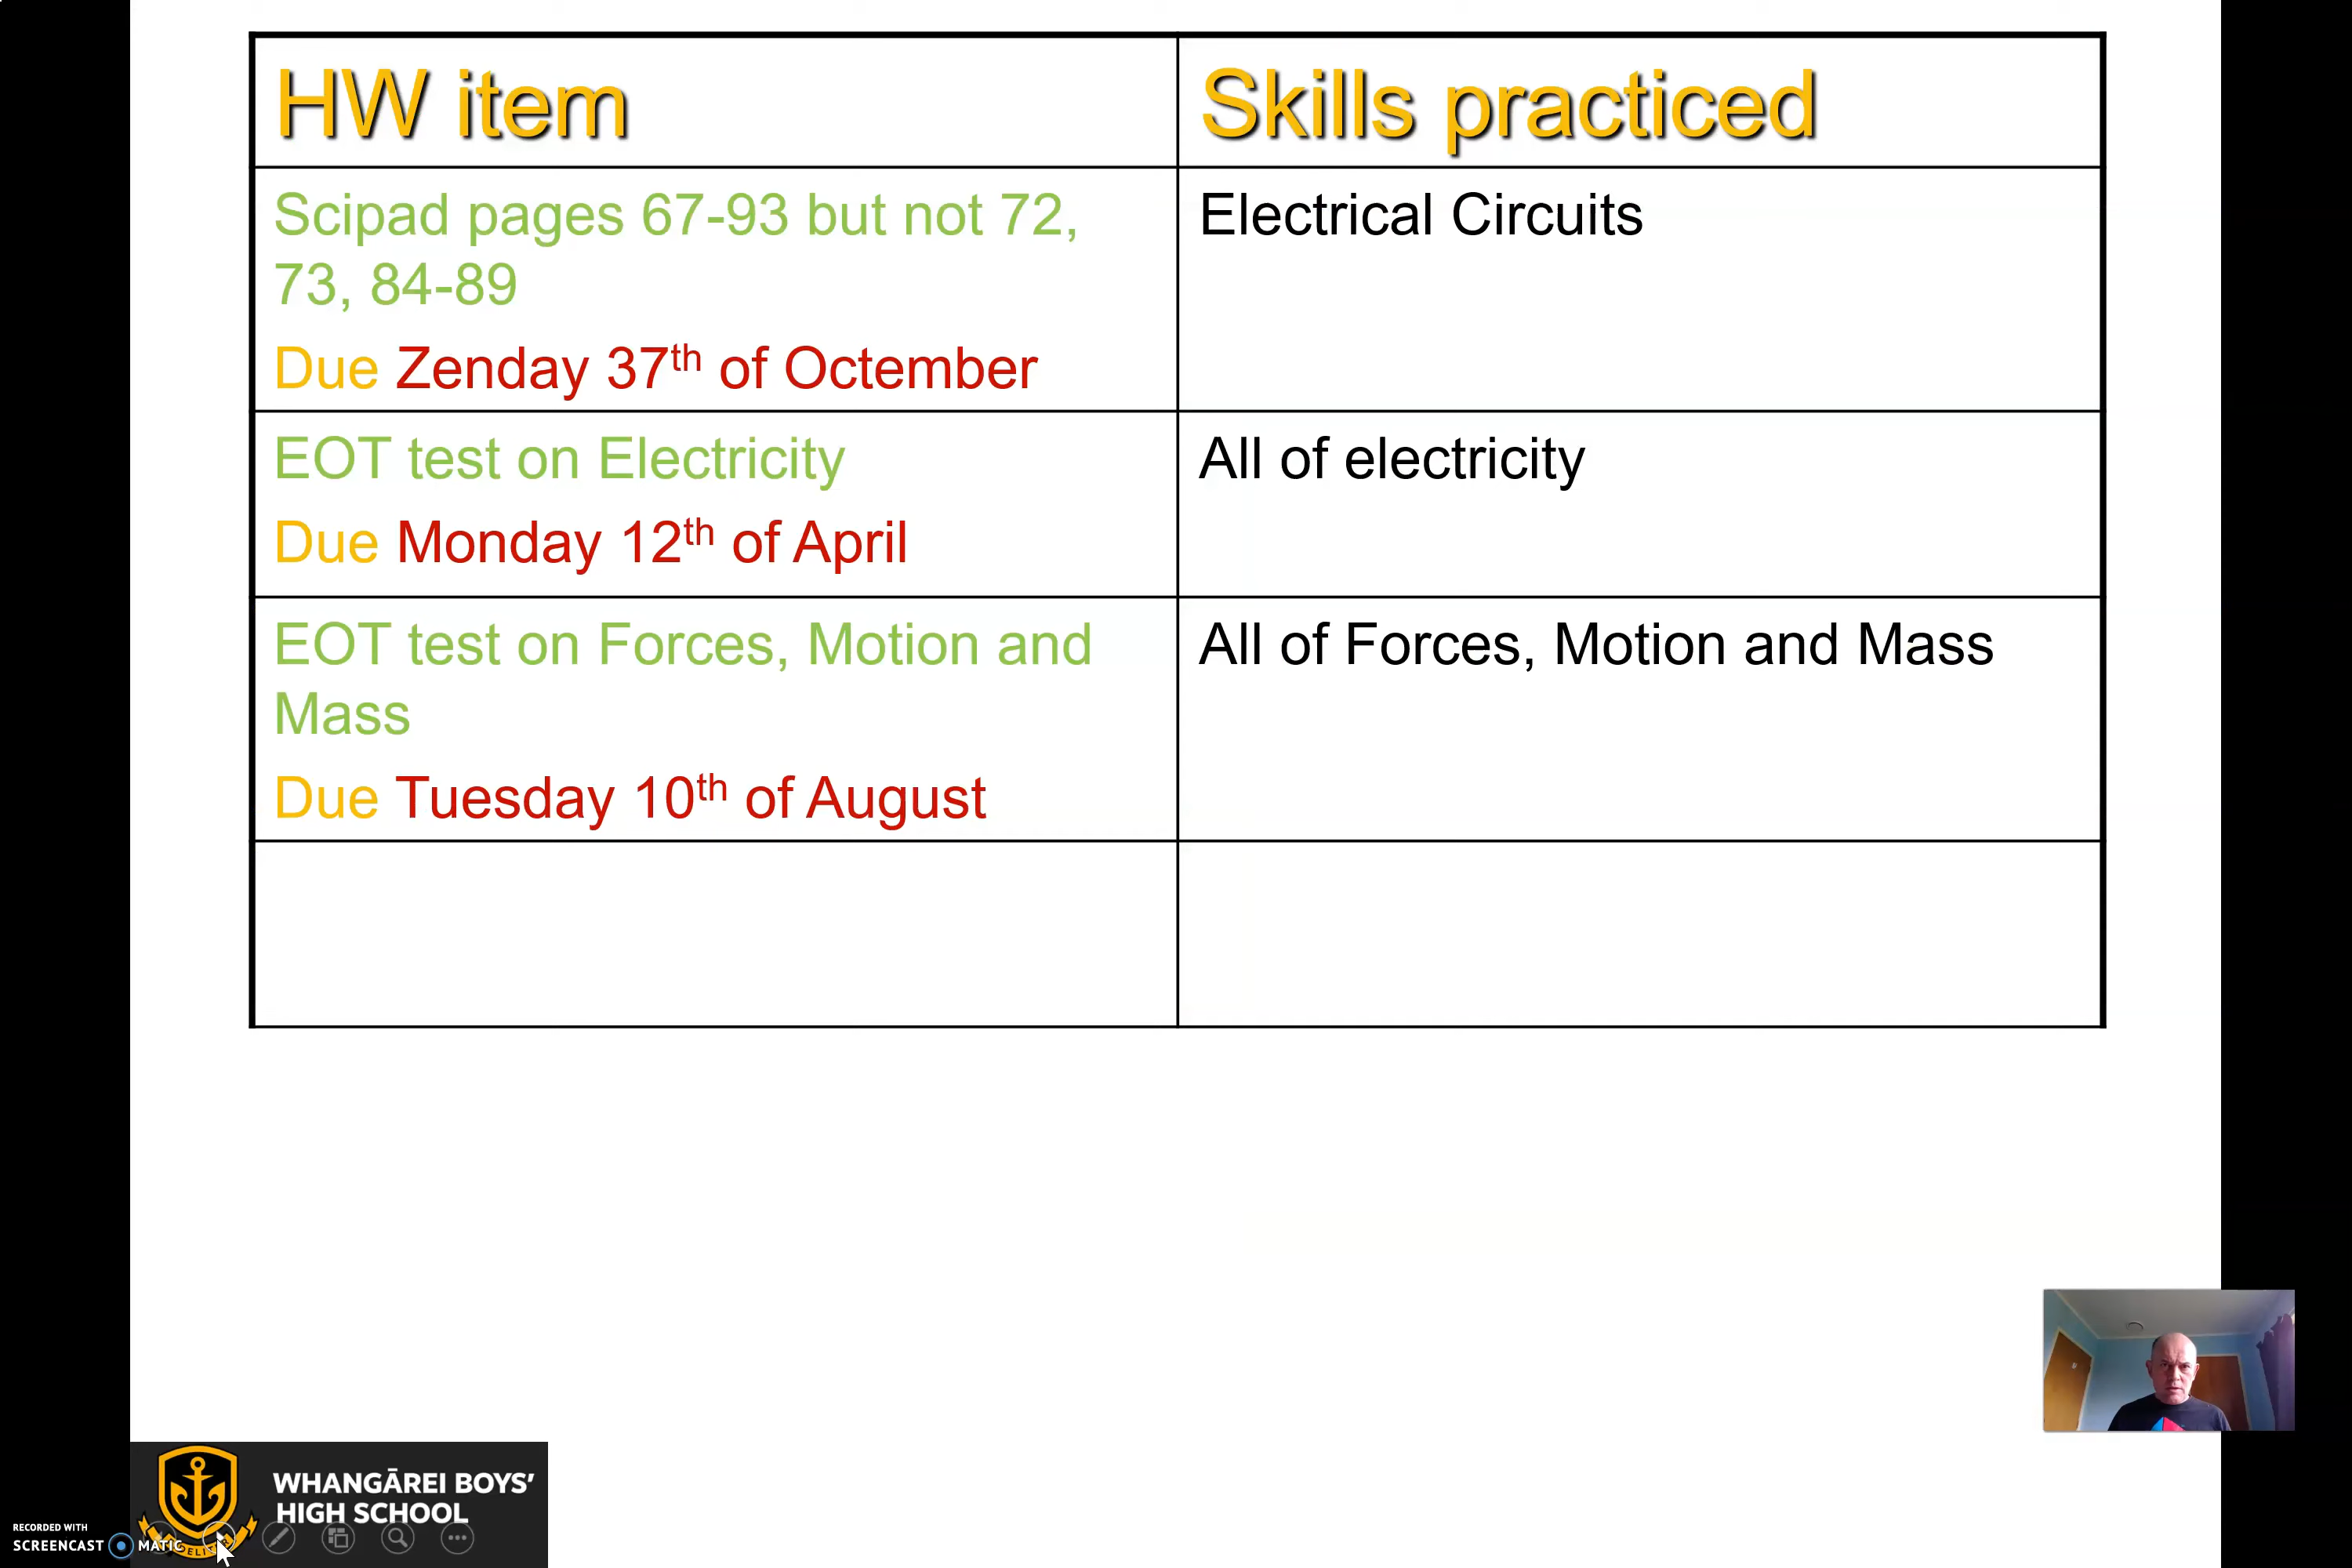 HW item
Skills practiced
Scipad pages 67-93 but not 72,
73, 84-89
Due Zenday 37th of Octember
Electrical Circuits
EOT test on Electricity
Due Monday 12th of April
All of electricity
EOT test on Forces, Motion and
Mass
Due Tuesday 10th of August
All of Forces, Motion and Mass
WHANGĀREI BOYS'
HIGH SCHOOL
RECORDED WITH
SCREENCAST MATIC